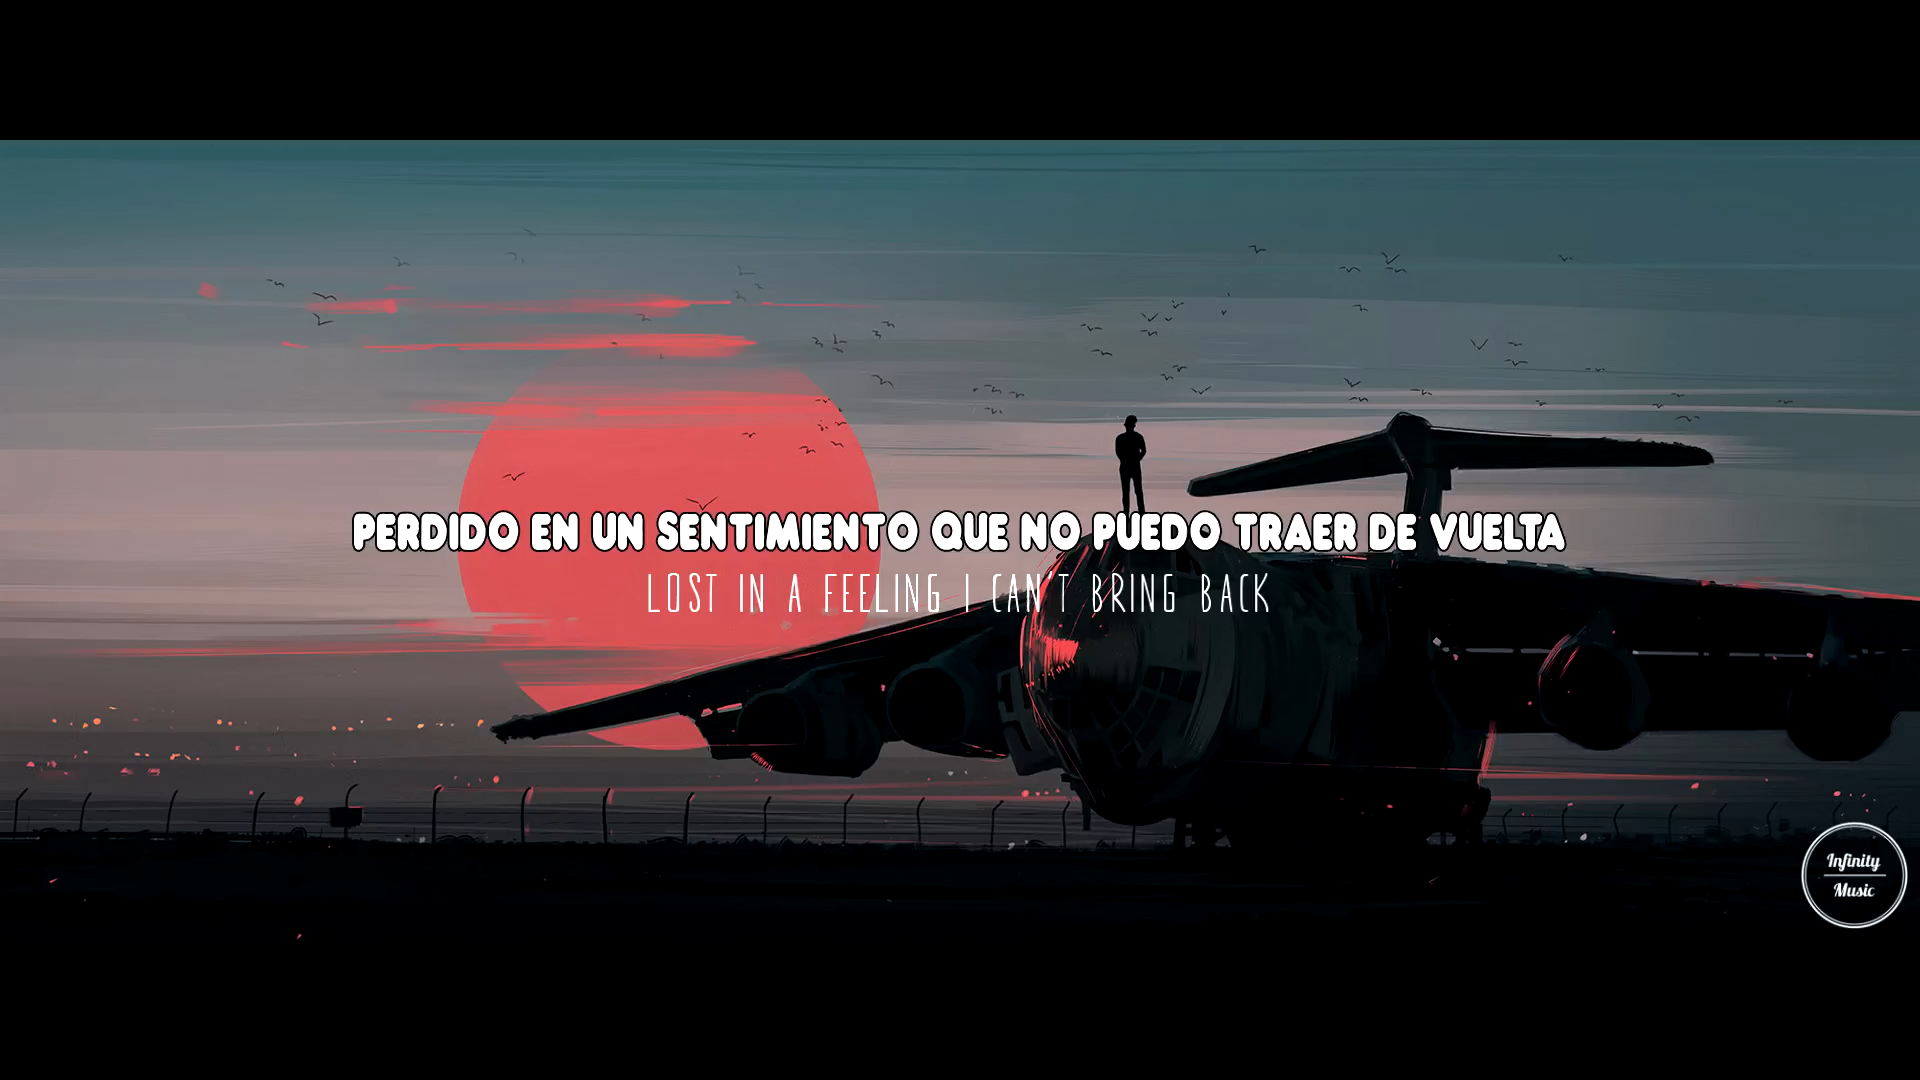 PERDIDO EN UN SENTIMIENTO QUE NO PUEDO TRAER DE VUELTA
LOST IN A FEELING I CAN'T BRING BACK
Infinity
Music